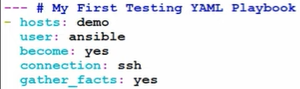 --- # My First Testing YAML Playbook
- hosts: demo
user: ansible
become: yes
connection: ssh
gather_facts: yes